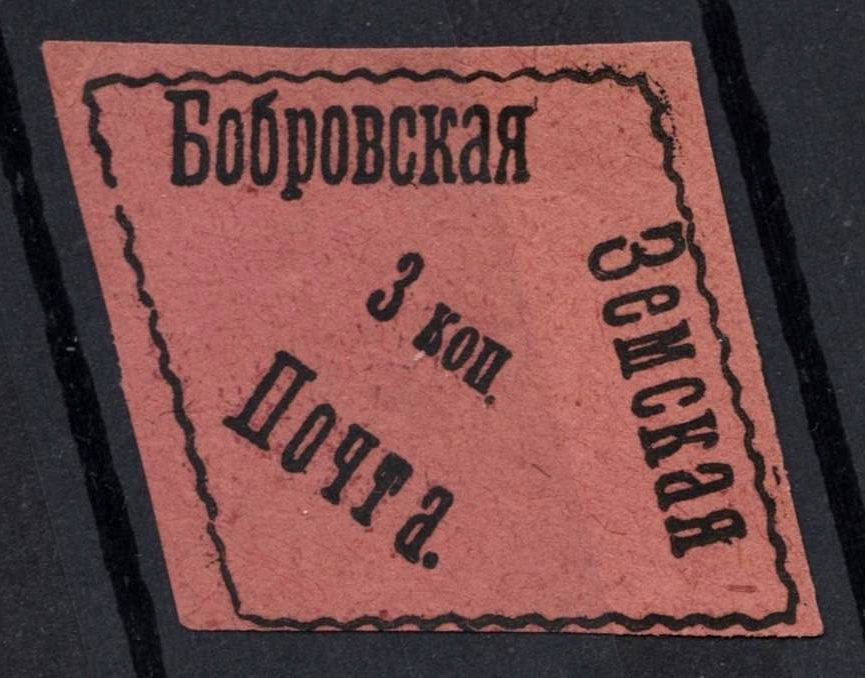 Бобровская
Земская
3 коп.
Почта.